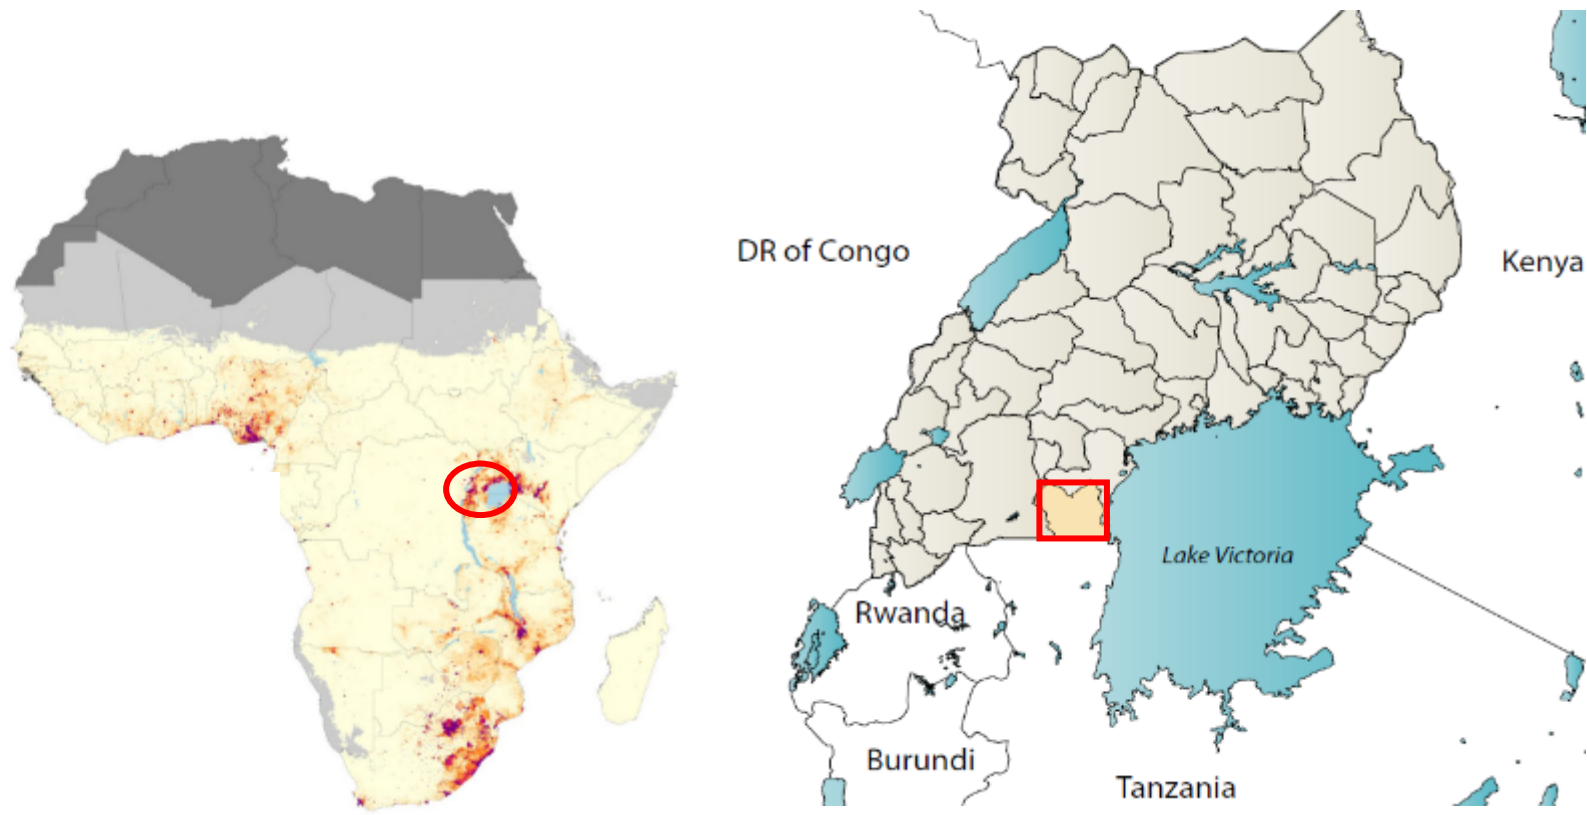 DR of Congo
Kenya
Lake Victoria
Rwanda
Burundi
Tanzania